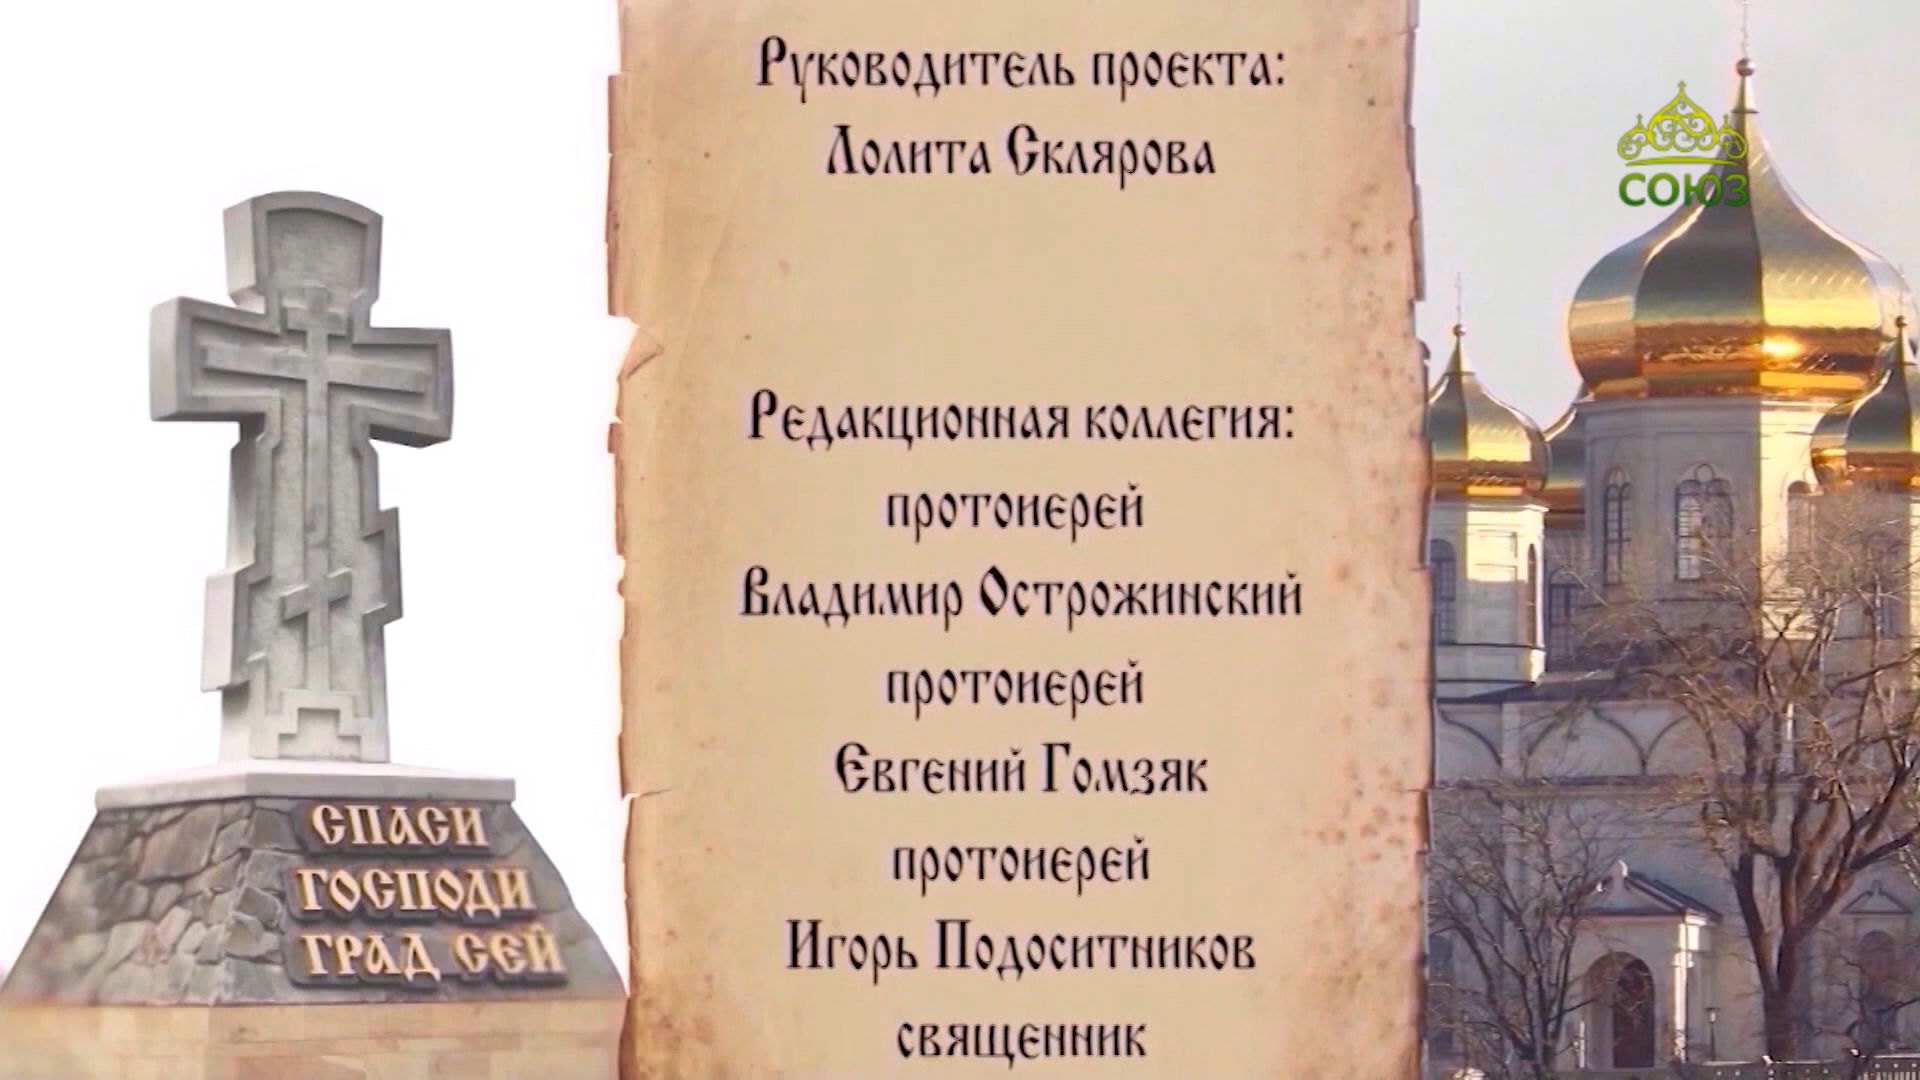 Руководитель проекта:
Лолита Склярова
СОЮЗ
Редакционная коллегия:
протоиерей
Владимир Острожинский
протоиерей
Евгений Гомзяк
протоиерей
Игорь Подоситников
священник
СПАСИ
ГОСПОДИ
ГРАД СЕЙ